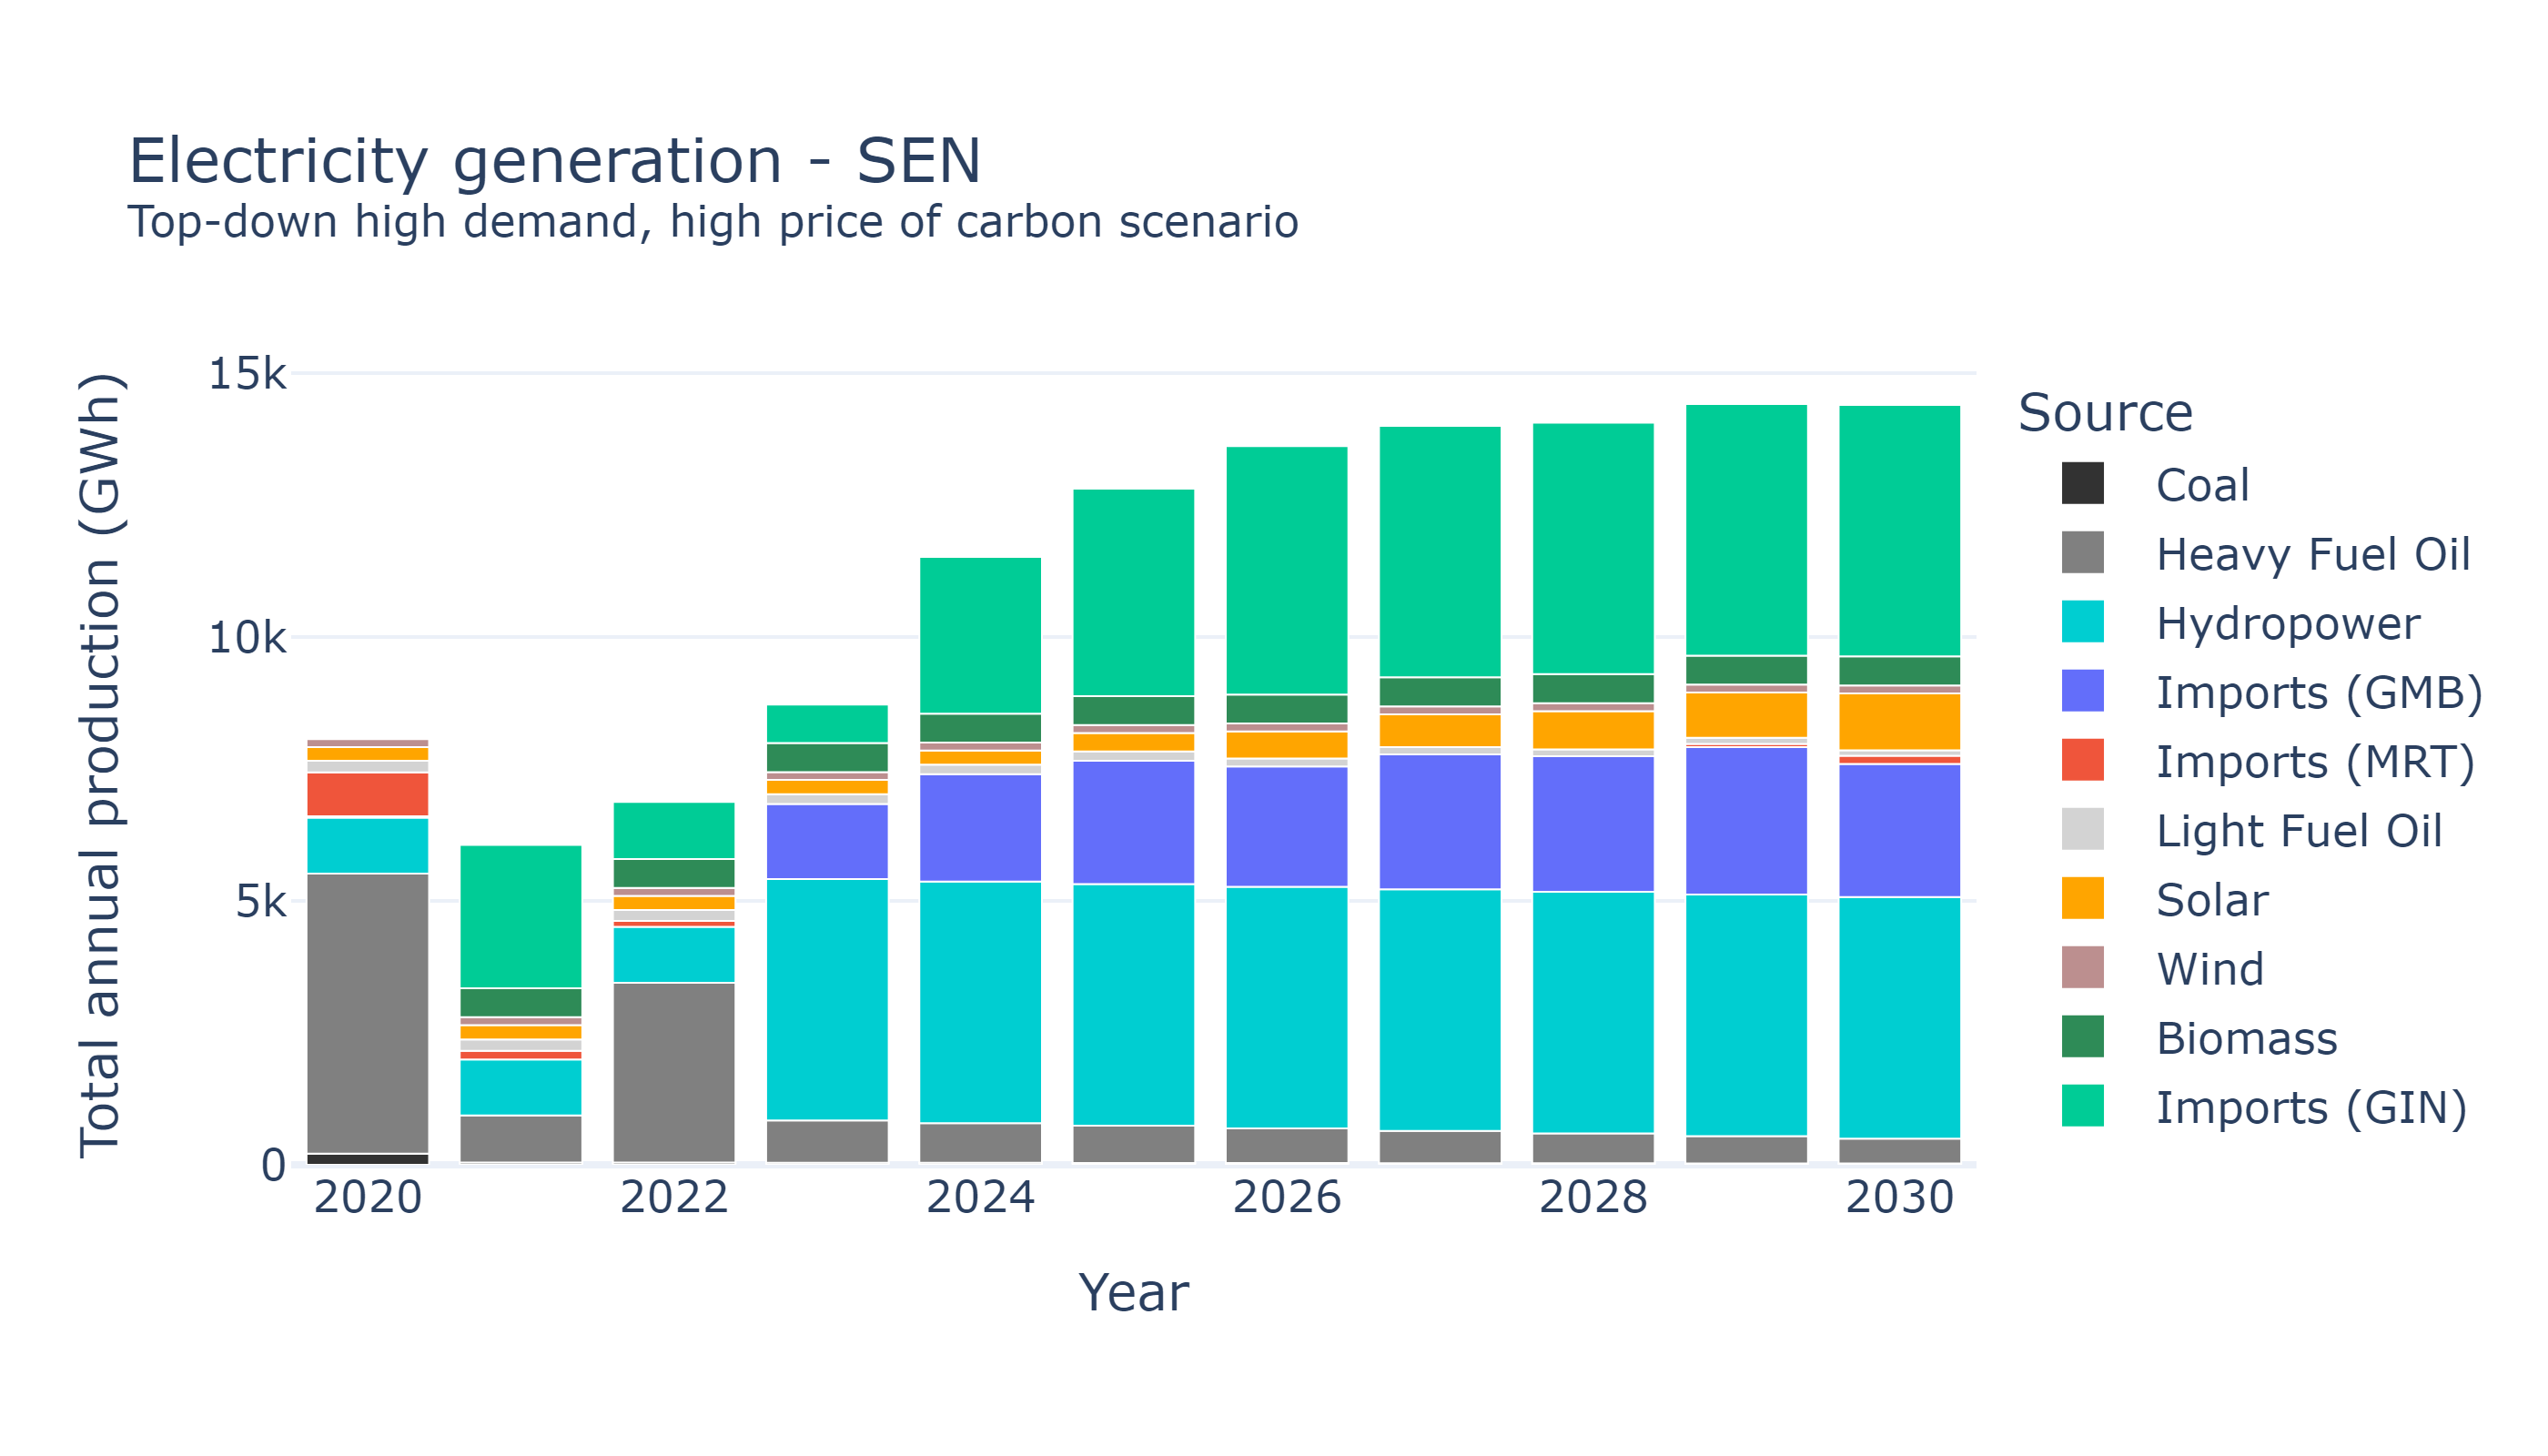 Electricity generation - SEN
Top-down high demand, high price of carbon scenario
Total annual production (GWh)
15k
10k
5k
0
2020
2022
2024
2026
2028
2030
Year
Source
Coal
Heavy Fuel Oil
Hydropower
Imports (GMB)
Imports (MRT)
Light Fuel Oil
Solar
Wind
Biomass
Imports (GIN)